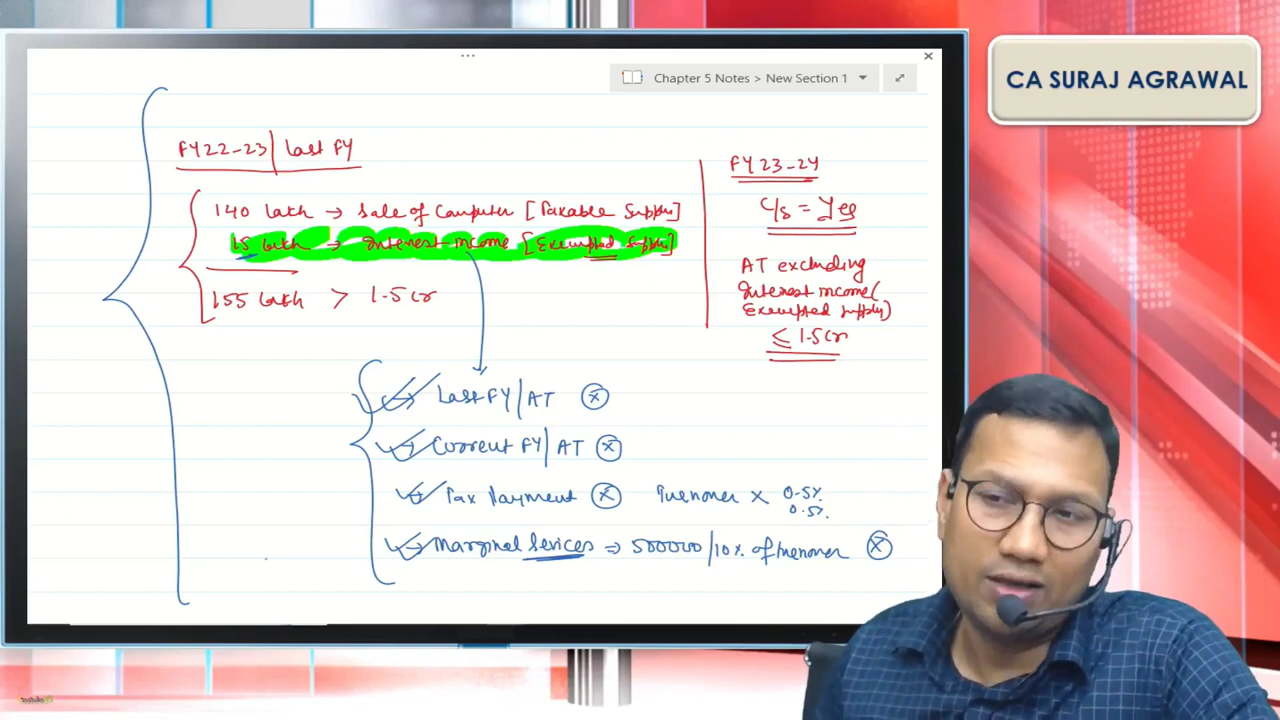 Chapter 5 Notes > New Section 1
CA SURAJ AGRAWAL
FY22-23 | last FY
140 lakh → Sale of Computer [Taxable Supply]
15 lakh → Interest income [Exempted Supply]
155 lakh > 1.5 cr
FY 23-24
C/s = Yes
AT excluding
Interest income (
Exempted supply)
≤ 1.5 cr
→ Last FY | AT ⓧ
→ Current FY | AT ⓧ
→ Tax Payment ⓧ Turnover × 0.5%
0.5%
→ Marginal Sevices ⇒ 500000 | 10% of turnover ⓧ